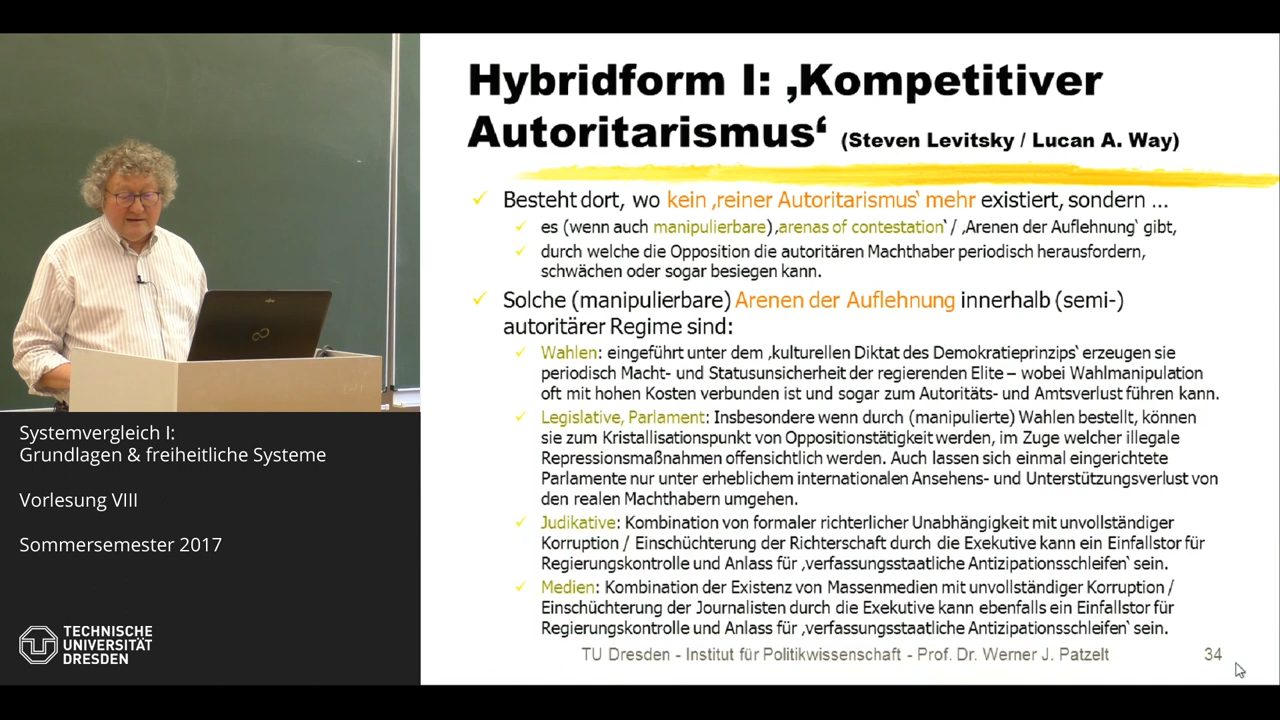 Hybridform I: ‚Kompetitiver
Autoritarismus‘ (Steven Levitsky / Lucan A. Way)
Besteht dort, wo kein ‚reiner Autoritarismus‘ mehr existiert, sondern ...
es (wenn auch manipulierbare) ‚arenas of contestation‘ / ‚Arenen der Auflehnung‘ gibt,
durch welche die Opposition die autoritären Machthaber periodisch herausfordern,
schwächen oder sogar besiegen kann.
Solche (manipulierbare) Arenen der Auflehnung innerhalb (semi-)
autoritärer Regime sind:
Wahlen: eingeführt unter dem ‚kulturellen Diktat des Demokratieprinzips‘ erzeugen sie
periodisch Macht- und Statusunsicherheit der regierenden Elite – wobei Wahlmanipulation
oft mit hohen Kosten verbunden ist und sogar zum Autoritäts- und Amtsverlust führen kann.
Legislative, Parlament: Insbesondere wenn durch (manipulierte) Wahlen bestellt, können
sie zum Kristallisationspunkt von Oppositionstätigkeit werden, im Zuge welcher illegale
Repressionsmaßnahmen offensichtlich werden. Auch lassen sich einmal eingerichtete
Parlamente nur unter erheblichem internationalen Ansehens- und Unterstützungsverlust von
den realen Machthabern umgehen.
Judikative: Kombination von formaler richterlicher Unabhängigkeit mit unvollständiger
Korruption / Einschüchterung der Richterschaft durch die Exekutive kann ein Einfallstor für
Regierungskontrolle und Anlass für ‚verfassungsstaatliche Antizipationsschleifen‘ sein.
Medien: Kombination der Existenz von Massenmedien mit unvollständiger Korruption /
Einschüchterung der Journalisten durch die Exekutive kann ebenfalls ein Einfallstor für
Regierungskontrolle und Anlass für ‚verfassungsstaatliche Antizipationsschleifen‘ sein.
TU Dresden - Institut für Politikwissenschaft - Prof. Dr. Werner J. Patzelt 34
Systemvergleich I:
Grundlagen & freiheitliche Systeme
Vorlesung VIII
Sommersemester 2017
TECHNISCHE
UNIVERSITÄT
DRESDEN